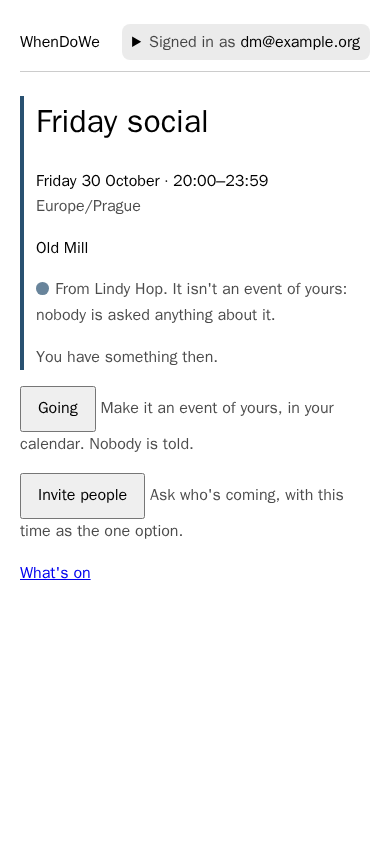 WhenDoWe
▶ Signed in as dm@example.org
Friday social
Friday 30 October · 20:00–23:59
Europe/Prague
Old Mill
From Lindy Hop. It isn't an event of yours:
nobody is asked anything about it.
You have something then.
Going Make it an event of yours, in your
calendar. Nobody is told.
Invite people Ask who's coming, with this
time as the one option.
What's on